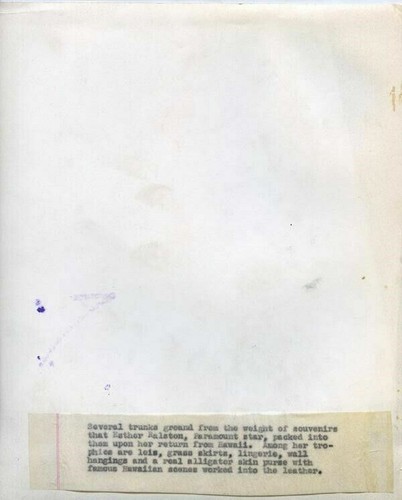 Several trunks groand from the weight of souvenirs
that Esther Ralston, Paramount star, packed into
them upon her return from Hawaii. Among her tro-
phies are leis, grass skirts, lingerie, wall
hangings and a real alligator skin purse with
famous Hawaiian scenes worked into the leather.